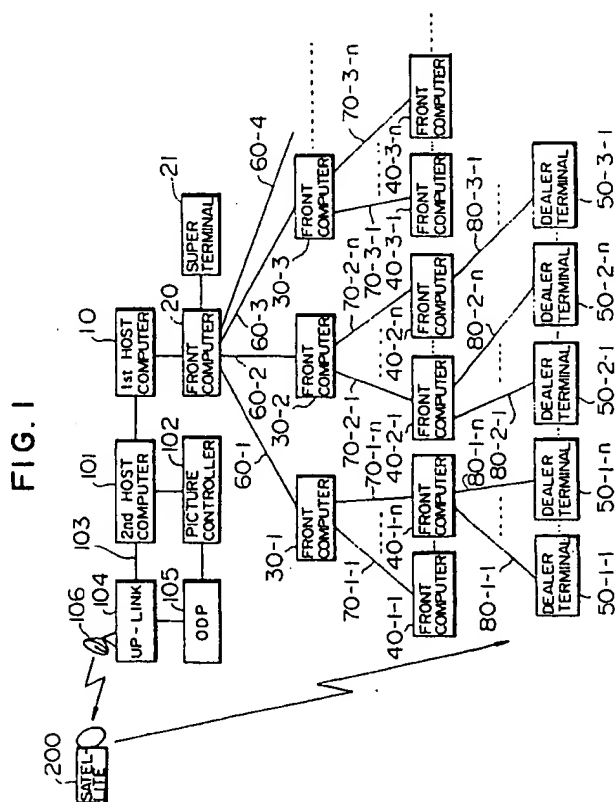 FIG. 1
200
SATEL-
LITE
106
104
UP-LINK
105
ODP
103
101
2nd HOST
COMPUTER
102
PICTURE
CONTROLLER
10
1st HOST
COMPUTER
20
FRONT
COMPUTER
21
SUPER
TERMINAL
60-1
60-2
60-3
60-4
30-1
FRONT
COMPUTER
30-2
FRONT
COMPUTER
30-3
FRONT
COMPUTER
70-1-1
70-1-n
70-2-1
70-2-n
70-3-1
70-3-n
40-1-1
FRONT
COMPUTER
40-1-n
FRONT
COMPUTER
40-2-1
FRONT
COMPUTER
40-2-n
FRONT
COMPUTER
40-3-1
FRONT
COMPUTER
40-3-n
FRONT
COMPUTER
80-1-1
80-1-n
80-2-1
80-2-n
80-3-1
DEALER
TERMINAL
50-1-1
DEALER
TERMINAL
50-1-n
DEALER
TERMINAL
50-2-1
DEALER
TERMINAL
50-2-n
DEALER
TERMINAL
50-3-1